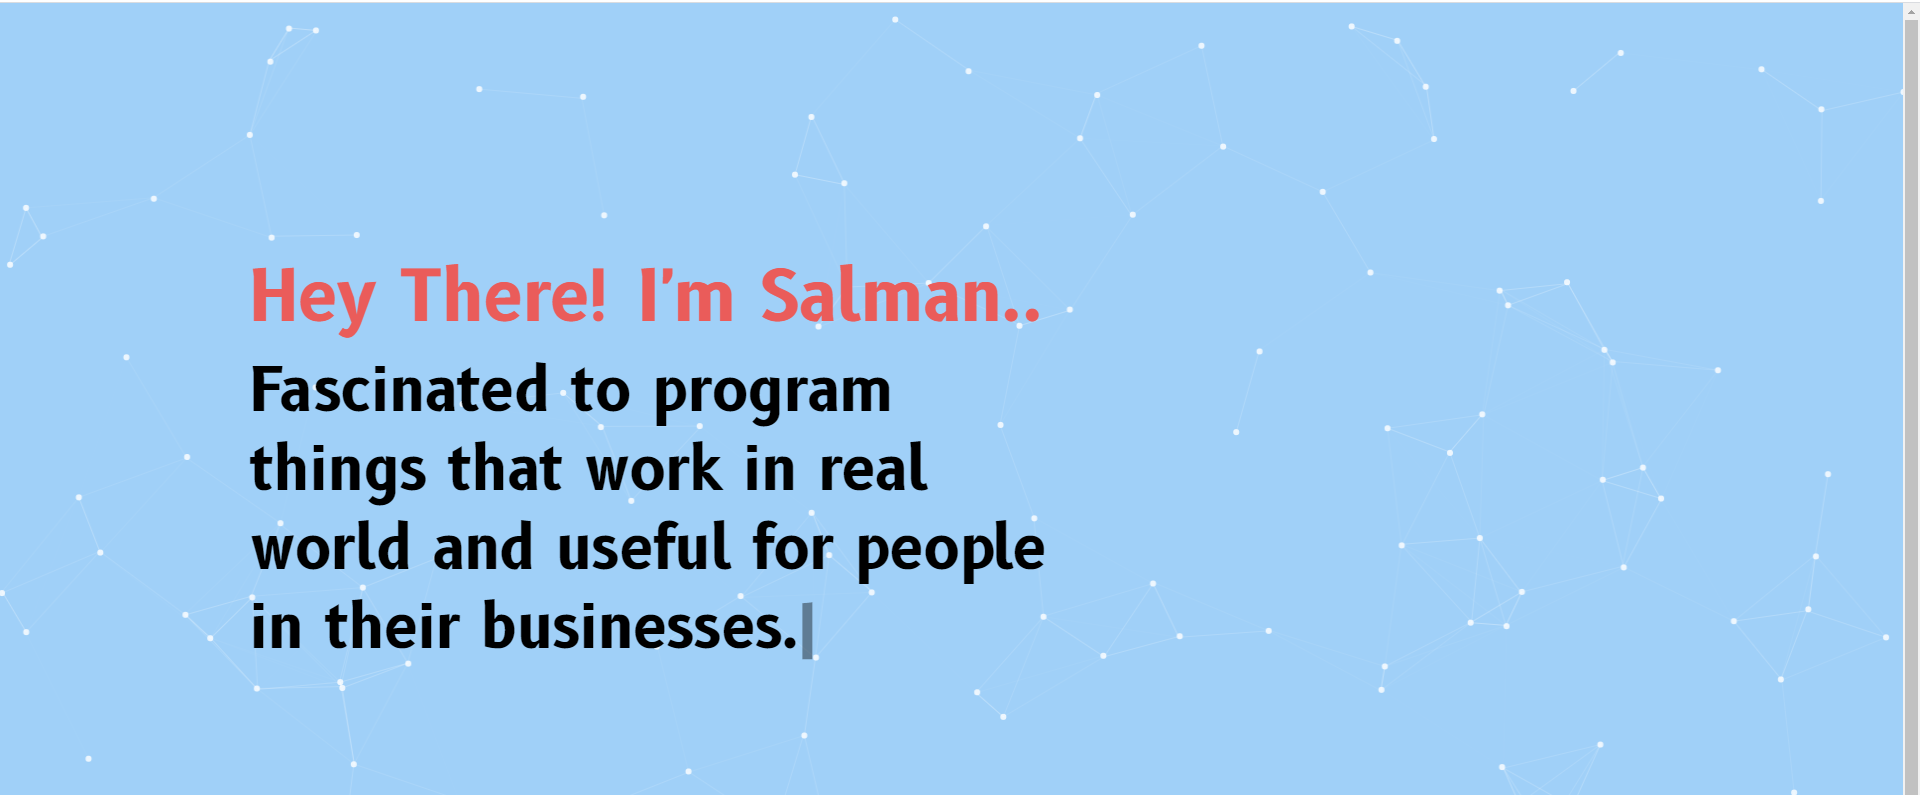 Hey There! I'm Salman..
Fascinated to program
things that work in real
world and useful for people
in their businesses.